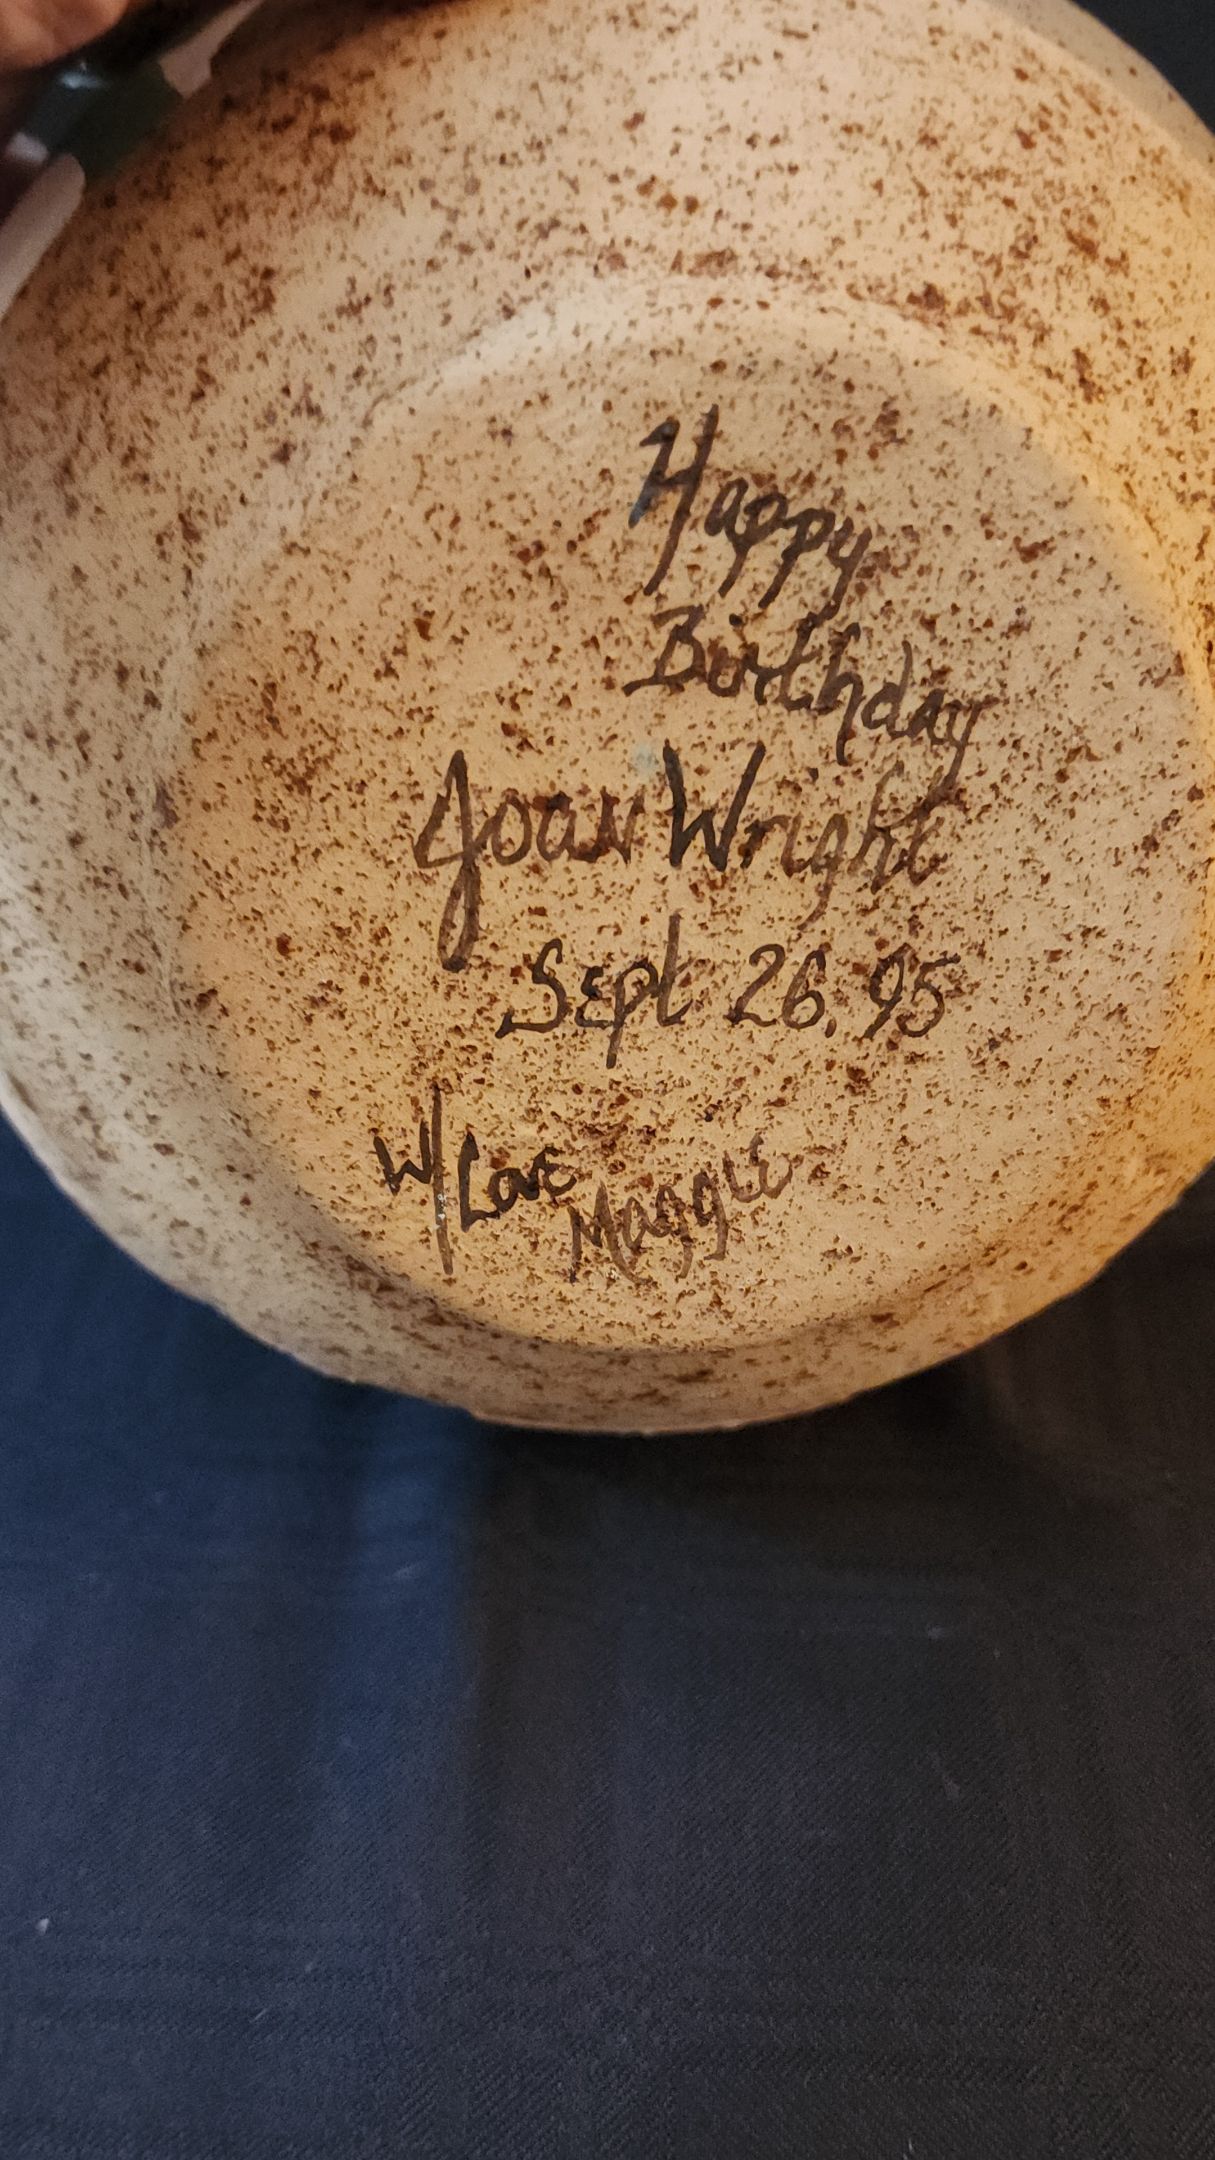 Happy
Birthday
Joan Wright
Sept 26, 95
W/Love
Maggie